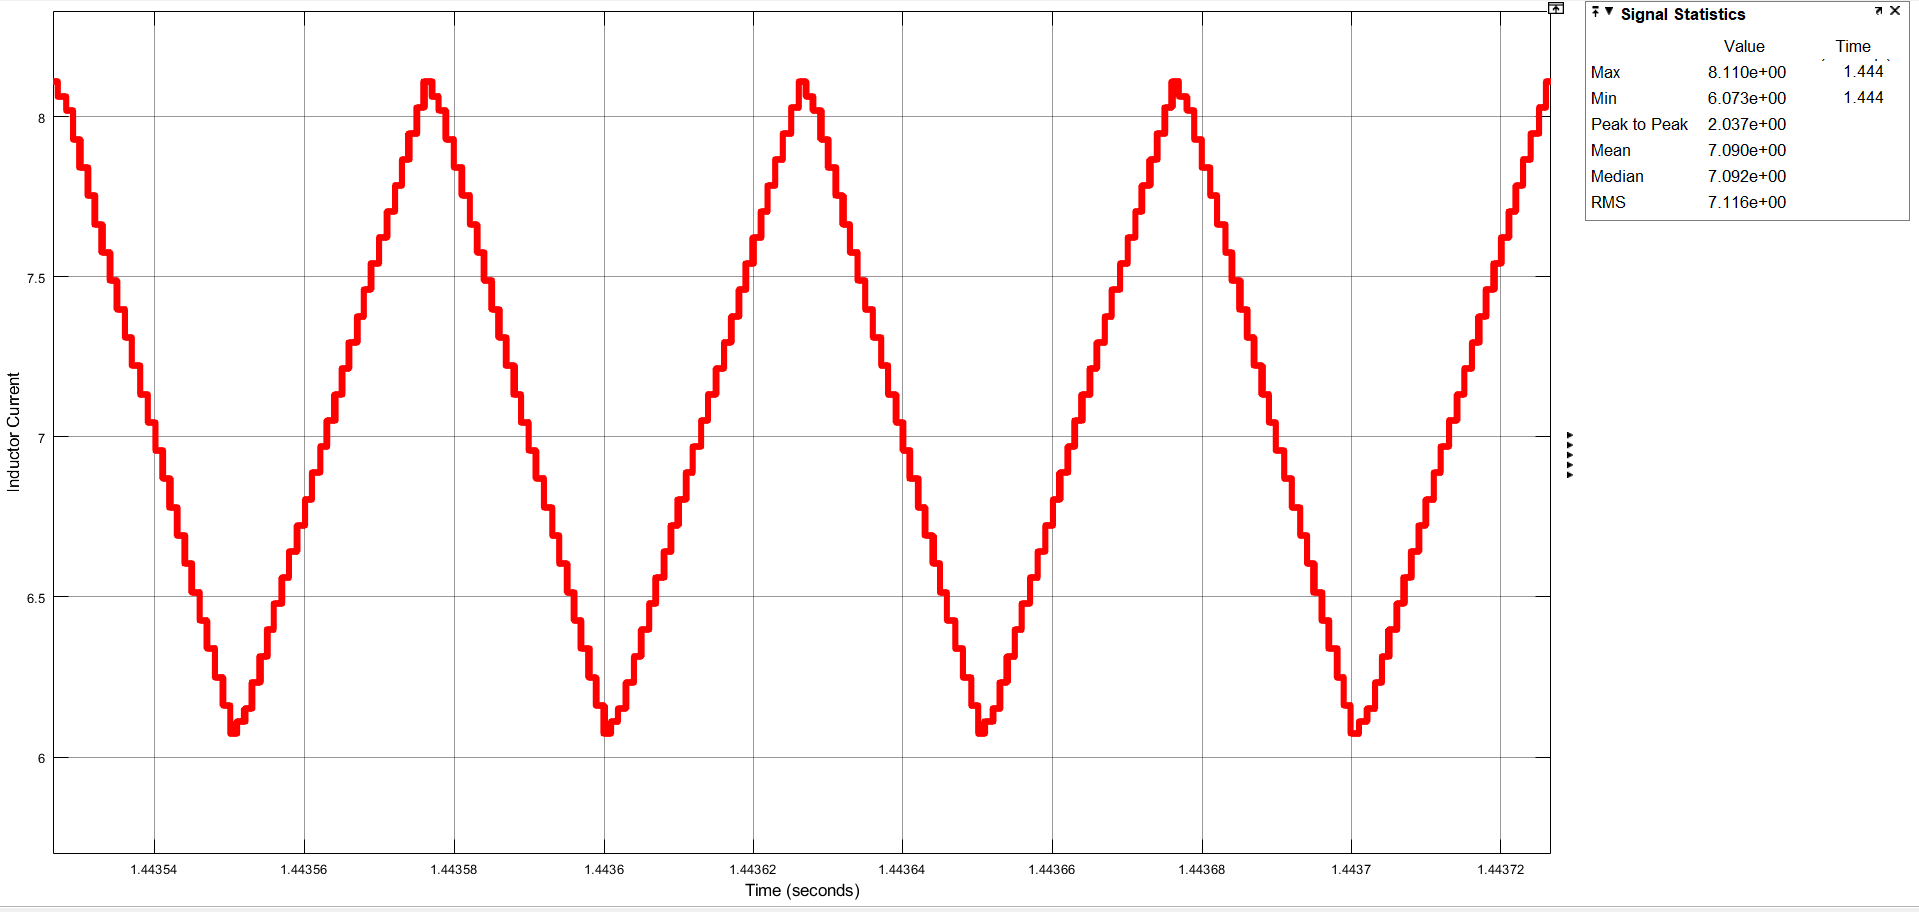 Signal Statistics
Value Time
Max 8.110e+00 1.444
Min 6.073e+00 1.444
Peak to Peak 2.037e+00
Mean 7.090e+00
Median 7.092e+00
RMS 7.116e+00
Inductor Current
8
7.5
7
6.5
6
1.44354 1.44356 1.44358 1.4436 1.44362 1.44364 1.44366 1.44368 1.4437 1.44372
Time (seconds)